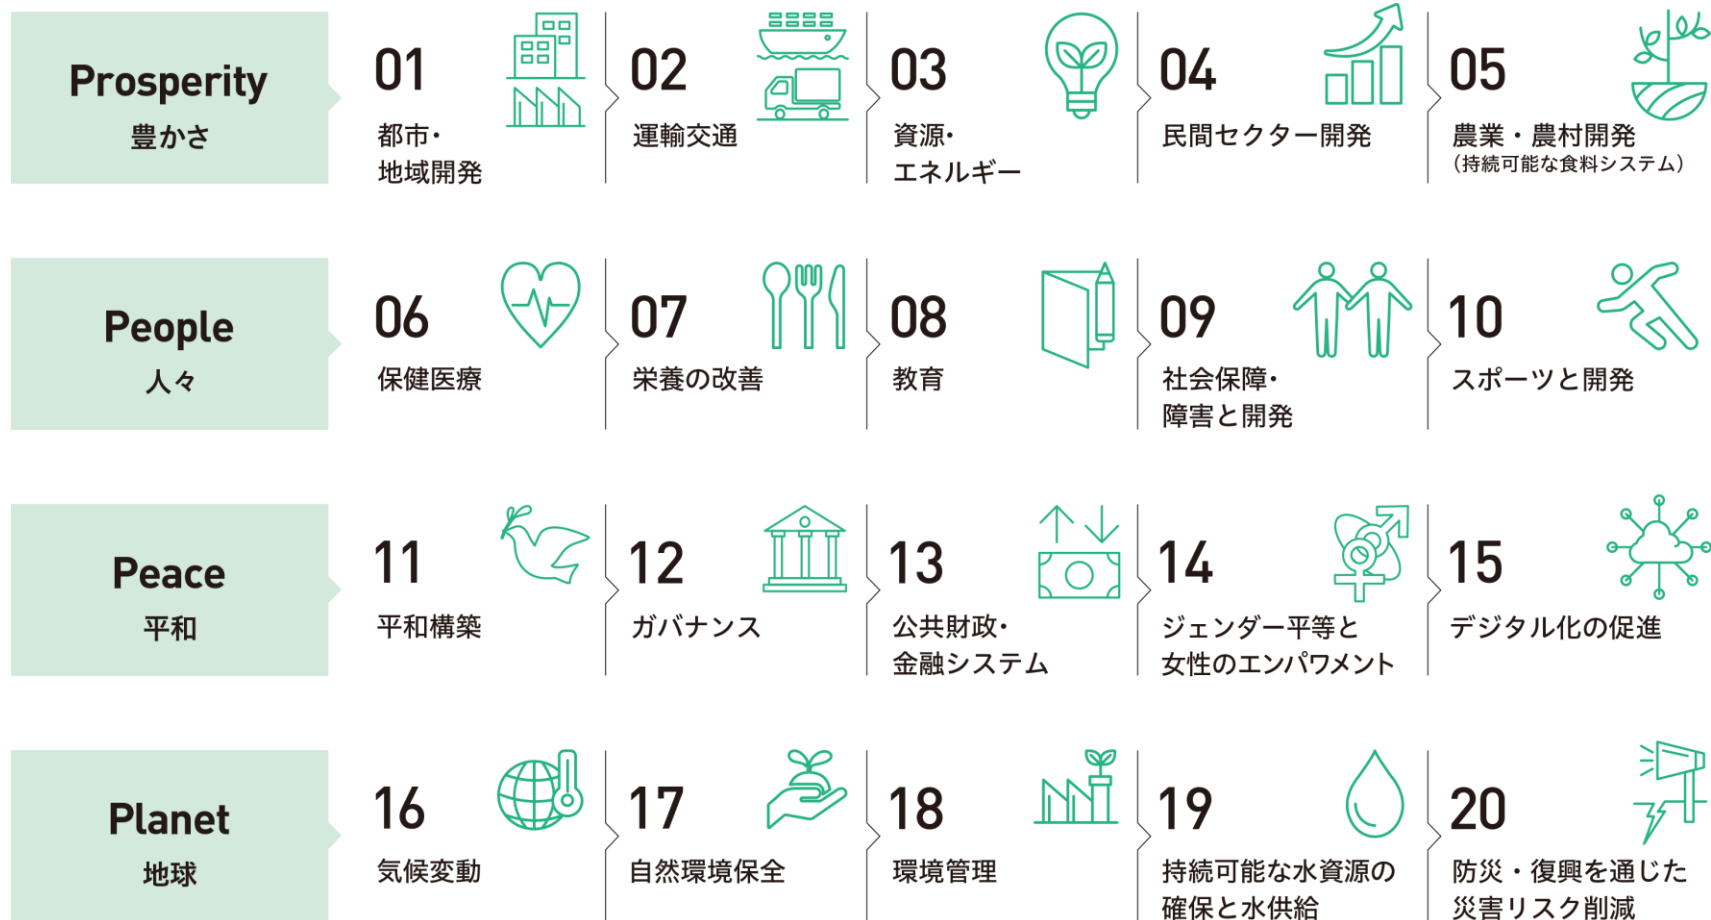 Prosperity
豊かさ
01
都市・
地域開発
02
運輸交通
03
資源・
エネルギー
04
民間セクター開発
05
農業・農村開発
（持続可能な食料システム）
People
人々
06
保健医療
07
栄養の改善
08
教育
09
社会保障・
障害と開発
10
スポーツと開発
Peace
平和
11
平和構築
12
ガバナンス
13
公共財政・
金融システム
14
ジェンダー平等と
女性のエンパワメント
15
デジタル化の促進
Planet
地球
16
気候変動
17
自然環境保全
18
環境管理
19
持続可能な水資源の
確保と水供給
20
防災・復興を通じた
災害リスク削減